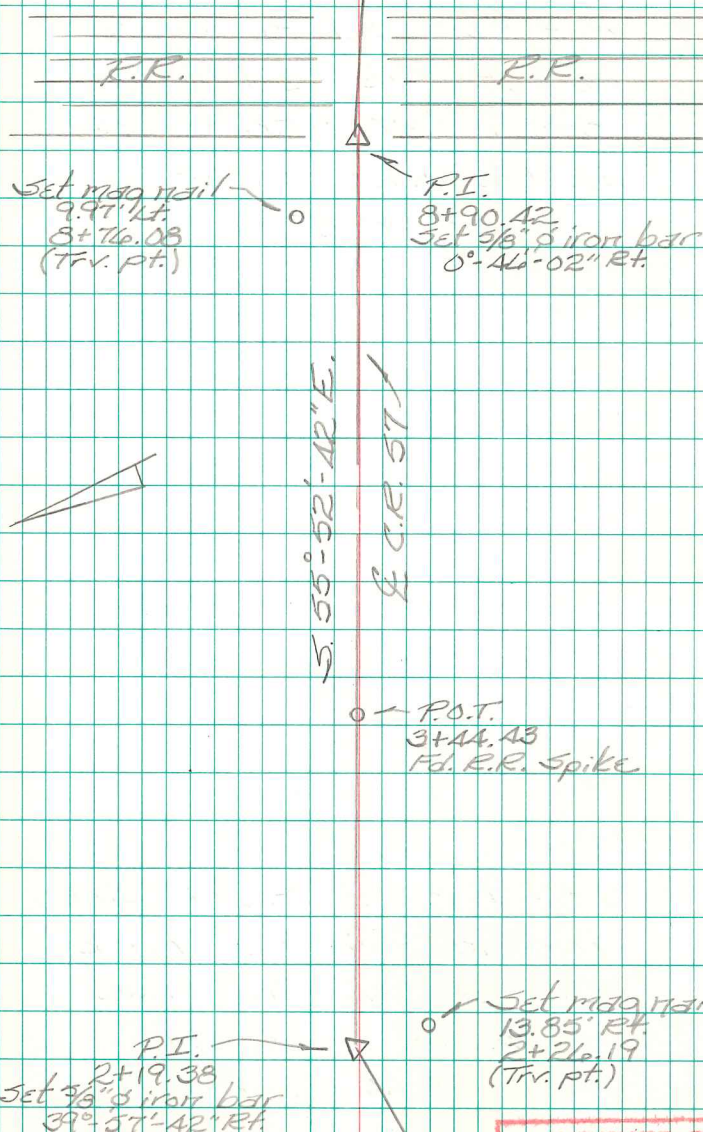 R.R.
R.R.
Set mag nail
9.97' Lt.
8+76.08
(Trv. pt.)
P.I.
8+90.42
Set 5/8" ø iron bar
0°-46-02" Rt.
S. 55°-52'-42" E.
℄ C.R. 57
P.O.T.
3+44.43
Fd. R.R. Spike
Set mag nai
13.85' Rt.
2+26.19
(Trv. pt.)
P.I.
2+19.38
Set 5/8" ø iron bar
39°-57'-42" Rt.